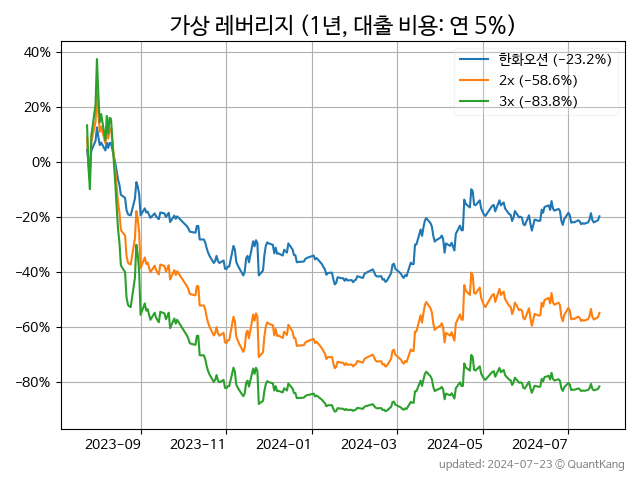 가상 레버리지 (1년, 대출 비용: 연 5%)
40%
20%
0%
−20%
−40%
−60%
−80%
한화오션 (−23.2%)
2x (−58.6%)
3x (−83.8%)
2023-09
2023-11
2024-01
2024-03
2024-05
2024-07
updated: 2024-07-23 © QuantKang